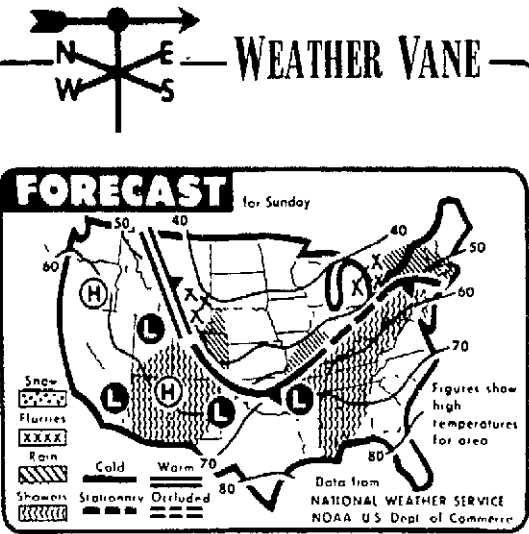 N E
W S
WEATHER VANE
FORECAST for Sunday
50 40 40
60 50
H 60
L
70
H
L L L
Snow
Flurries
XXXX
Rain
Showers
Cold Warm
Stationary Occluded
70
80
80
Figures show
high
temperatures
for area
Data from
NATIONAL WEATHER SERVICE
NOAA U S Dept of Commerce